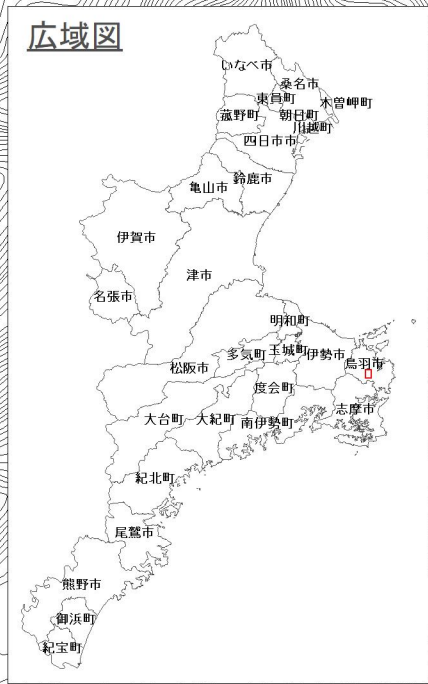 広域図
いなべ市
桑名市
東員町
木曽岬町
菰野町
朝日町
川越町
四日市市
鈴鹿市
亀山市
伊賀市
津市
名張市
明和町
多気町
玉城町
伊勢市
鳥羽市
松阪市
度会町
志摩市
大台町
大紀町
南伊勢町
紀北町
尾鷲市
熊野市
御浜町
紀宝町